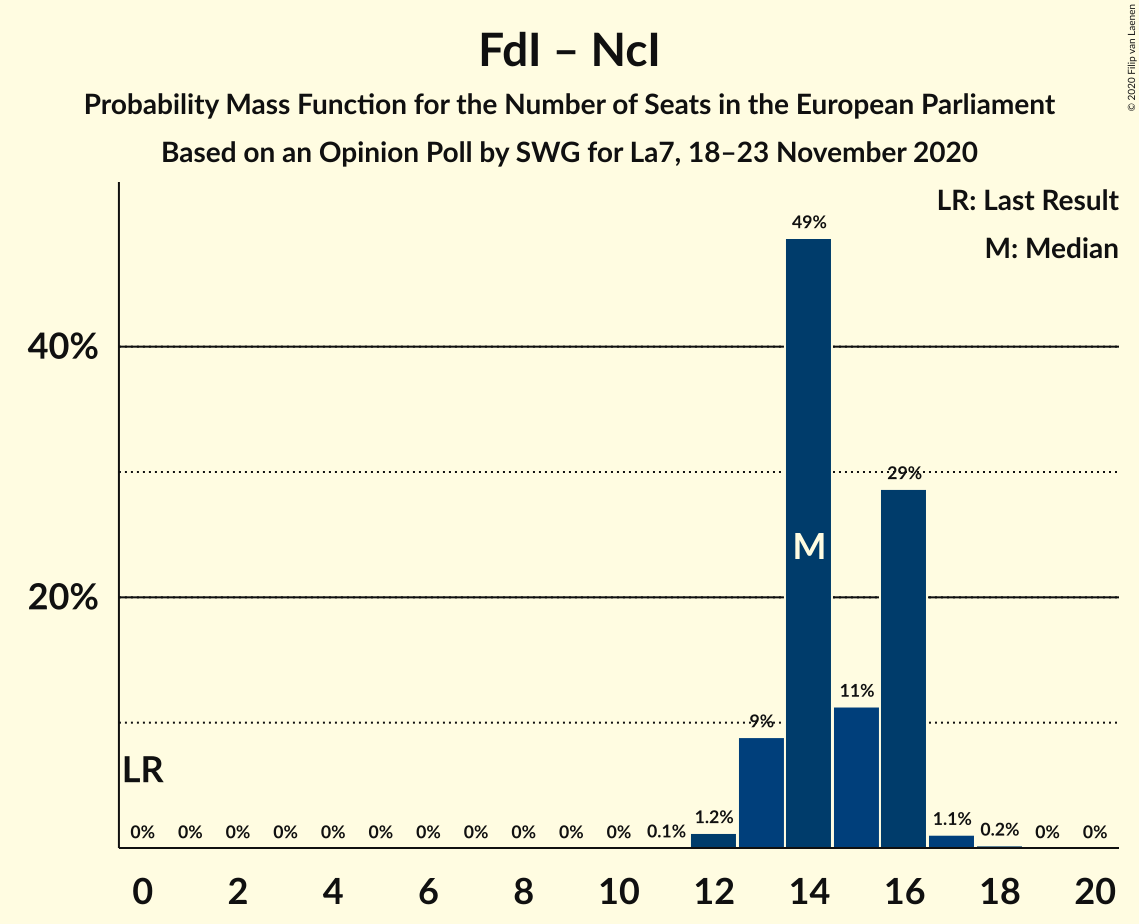 FdI – NcI
Probability Mass Function for the Number of Seats in the European Parliament
Based on an Opinion Poll by SWG for La7, 18–23 November 2020
© 2020 Filip van Laenen
LR: Last Result
M: Median
49%
40%
29%
M
20%
11%
9%
LR
0% 0% 0% 0% 0% 0% 0% 0% 0% 0% 0% 0.1% 1.2% 1.1% 0.2% 0% 0%
0 2 4 6 8 10 12 14 16 18 20